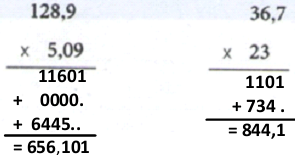 128,9
x 5,09
11601
+ 0000.
+ 6445..
= 656,101
36,7
x 23
1101
+ 734 .
= 844,1